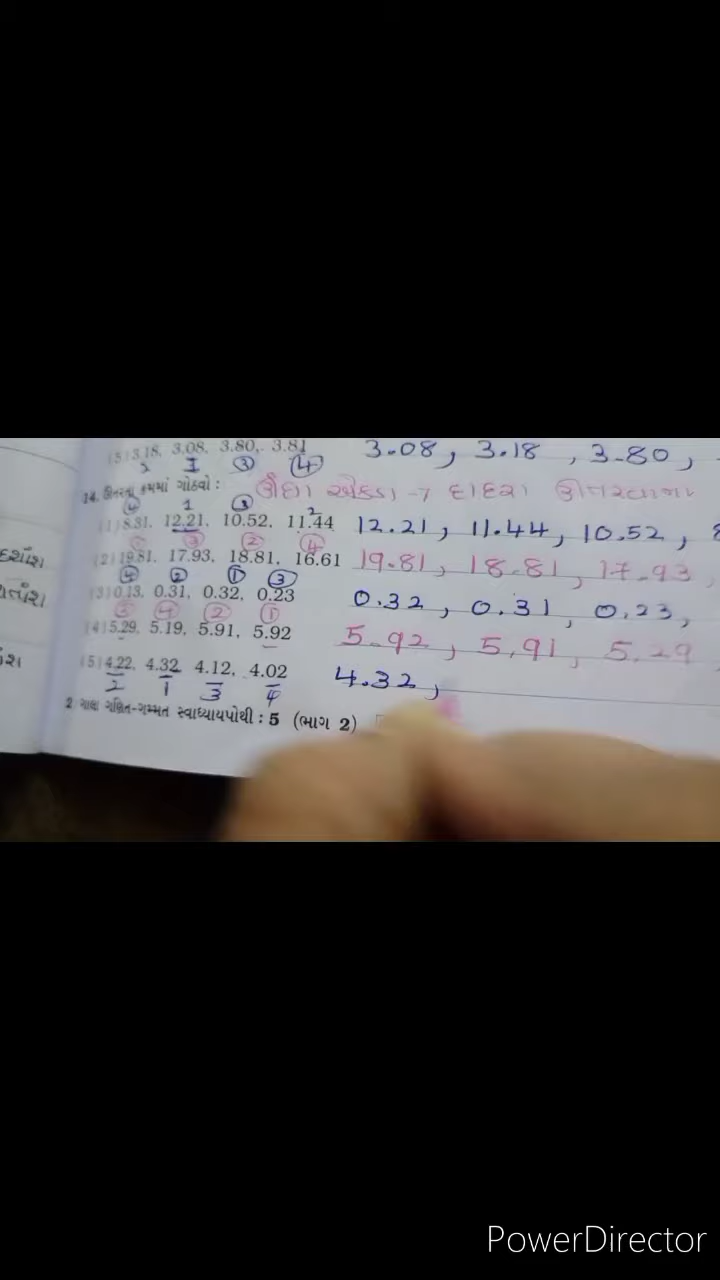 (5) 3.18, 3.08, 3.80, 3.81 3.08, 3.18, 3.80,
14. ઊતરતા ક્રમમાં ગોઠવો :
(1) 8.31, 12.21, 10.52, 11.44 12.21, 11.44, 10.52,
(2) 19.81, 17.93, 18.81, 16.61 19.81, 18.81, 17.93,
(3) 0.13, 0.31, 0.32, 0.23 0.32, 0.31, 0.23,
(4) 5.29, 5.19, 5.91, 5.92 5.92, 5.91, 5.29
(5) 4.22, 4.32, 4.12, 4.02 4.32,
2 1 3 4
2 ગાલા ગણિત-ગમ્મત સ્વાધ્યાયપોથી : 5 (ભાગ 2)
PowerDirector